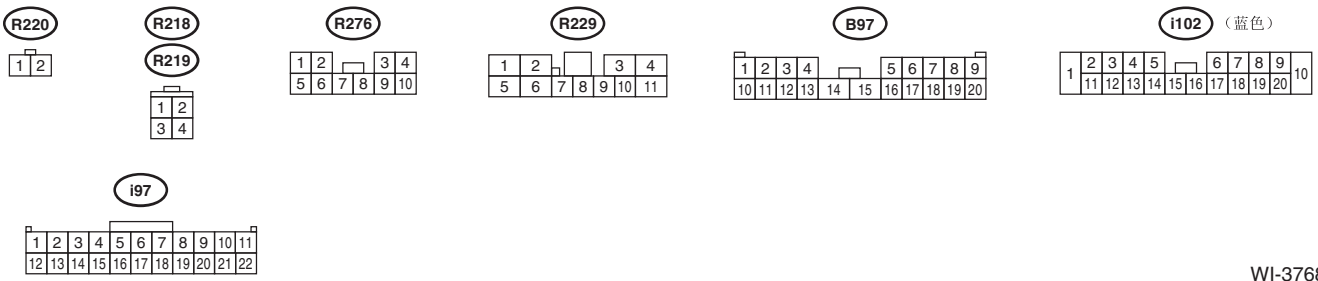 R220 R218 R276 R229 B97 i102 (蓝色)
R219
1 2
1 2 3 4
5 6 7 8 9 10
1 2 3 4
5 6 7 8 9 10 11
1 2 3 4 5 6 7 8 9
10 11 12 13 14 15 16 17 18 19 20
1 2 3 4 5 6 7 8 9 10
11 12 13 14 15 16 17 18 19 20
1 2
3 4
i97
1 2 3 4 5 6 7 8 9 10 11
12 13 14 15 16 17 18 19 20 21 22
WI-3768